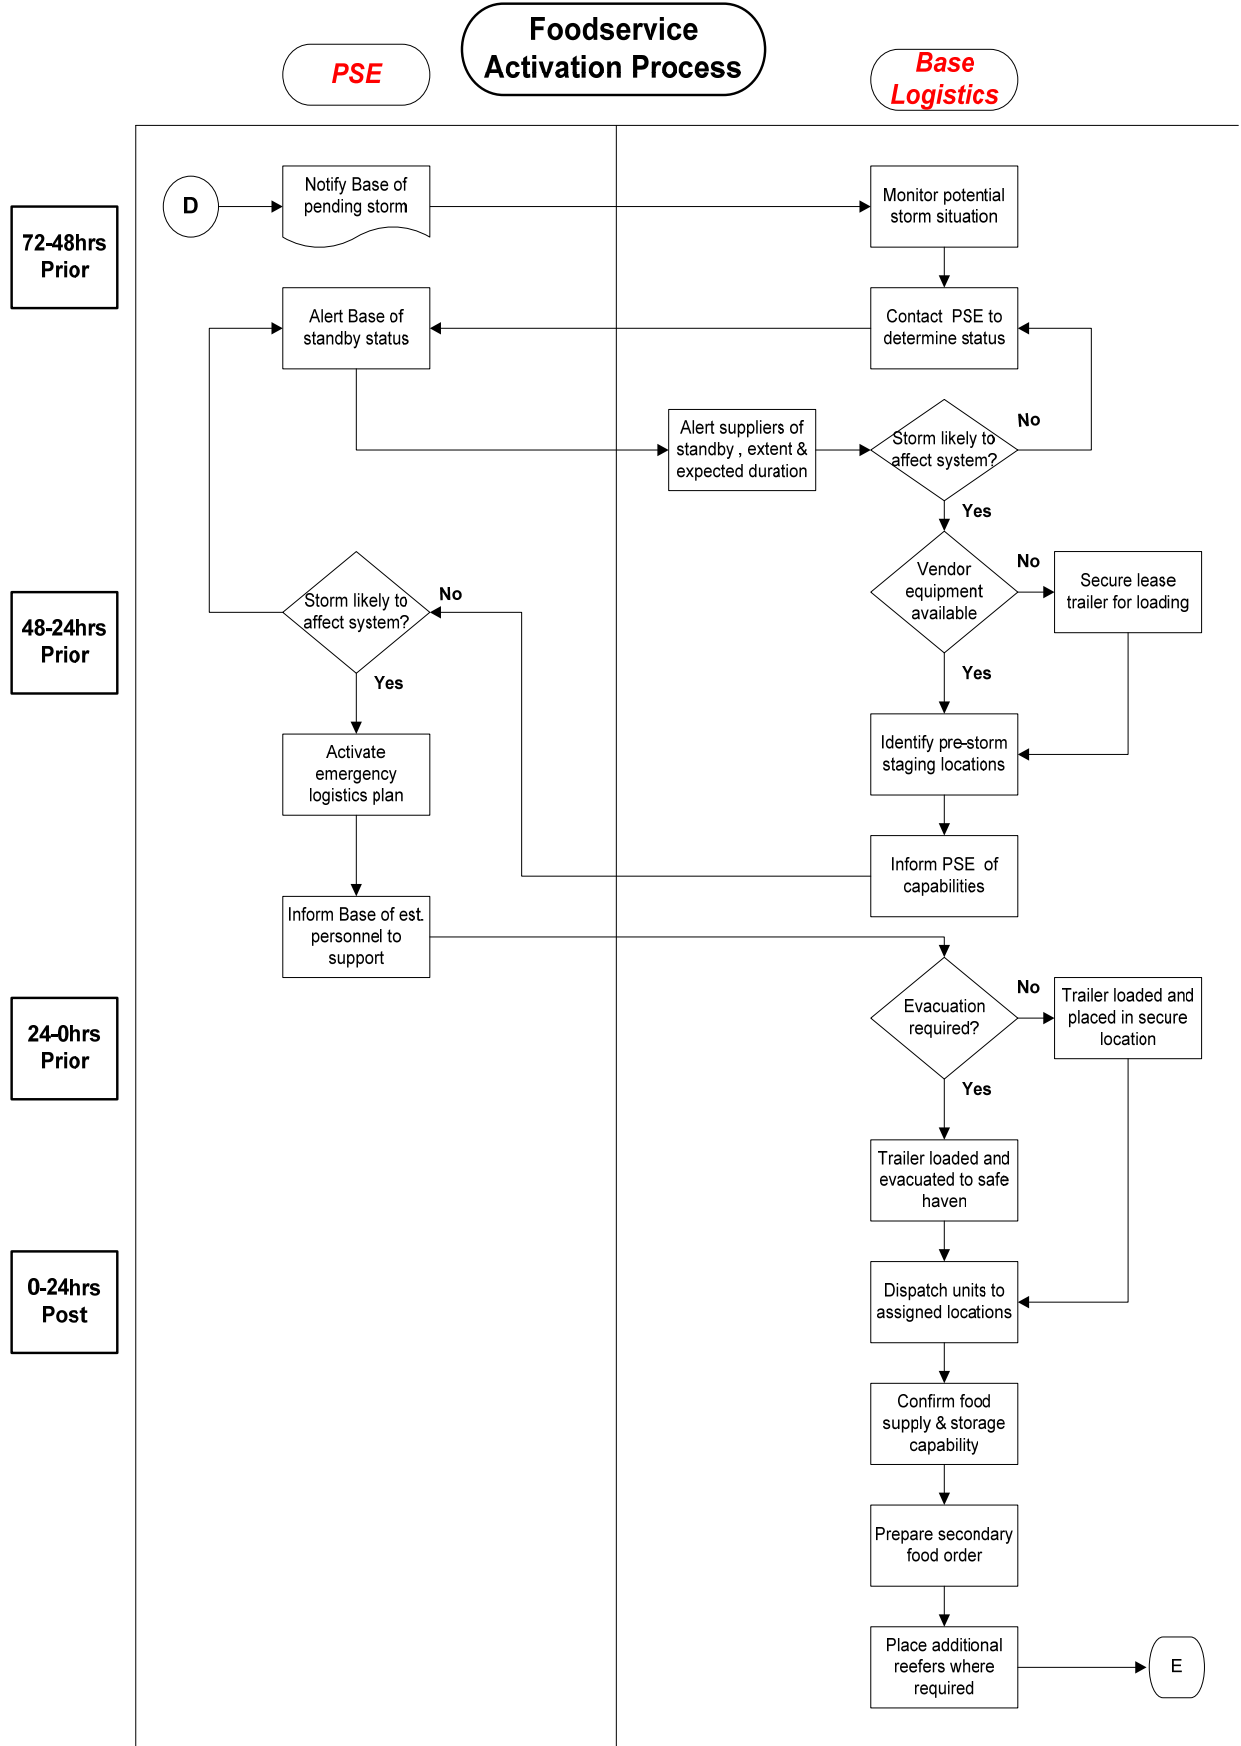 Foodservice
Activation Process
PSE
Base
Logistics
72-48hrs
Prior
D
Notify Base of
pending storm
Monitor potential
storm situation
Alert Base of
standby status
Contact PSE to
determine status
Alert suppliers of
standby , extent &
expected duration
Storm likely to
affect system?
No
Yes
48-24hrs
Prior
Storm likely to
affect system?
No
Yes
Vendor
equipment
available
No
Yes
Secure lease
trailer for loading
Activate
emergency
logistics plan
Identify pre-storm
staging locations
Inform PSE of
capabilities
Inform Base of est.
personnel to
support
24-0hrs
Prior
Evacuation
required?
No
Yes
Trailer loaded and
placed in secure
location
Trailer loaded and
evacuated to safe
haven
0-24hrs
Post
Dispatch units to
assigned locations
Confirm food
supply & storage
capability
Prepare secondary
food order
Place additional
reefers where
required
E